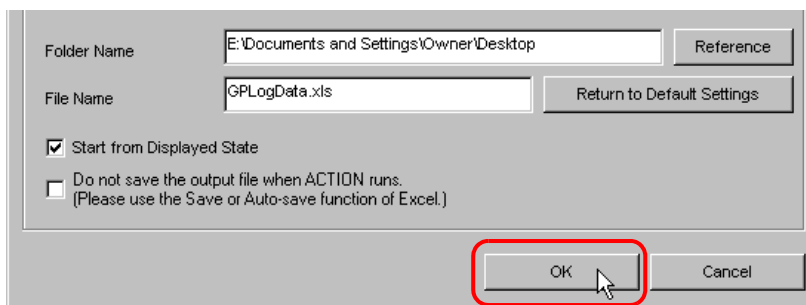 Folder Name E:\Documents and Settings\Owner\Desktop Reference
File Name GPLogData.xls Return to Default Settings
Start from Displayed State
Do not save the output file when ACTION runs.
(Please use the Save or Auto-save function of Excel.)
OK Cancel